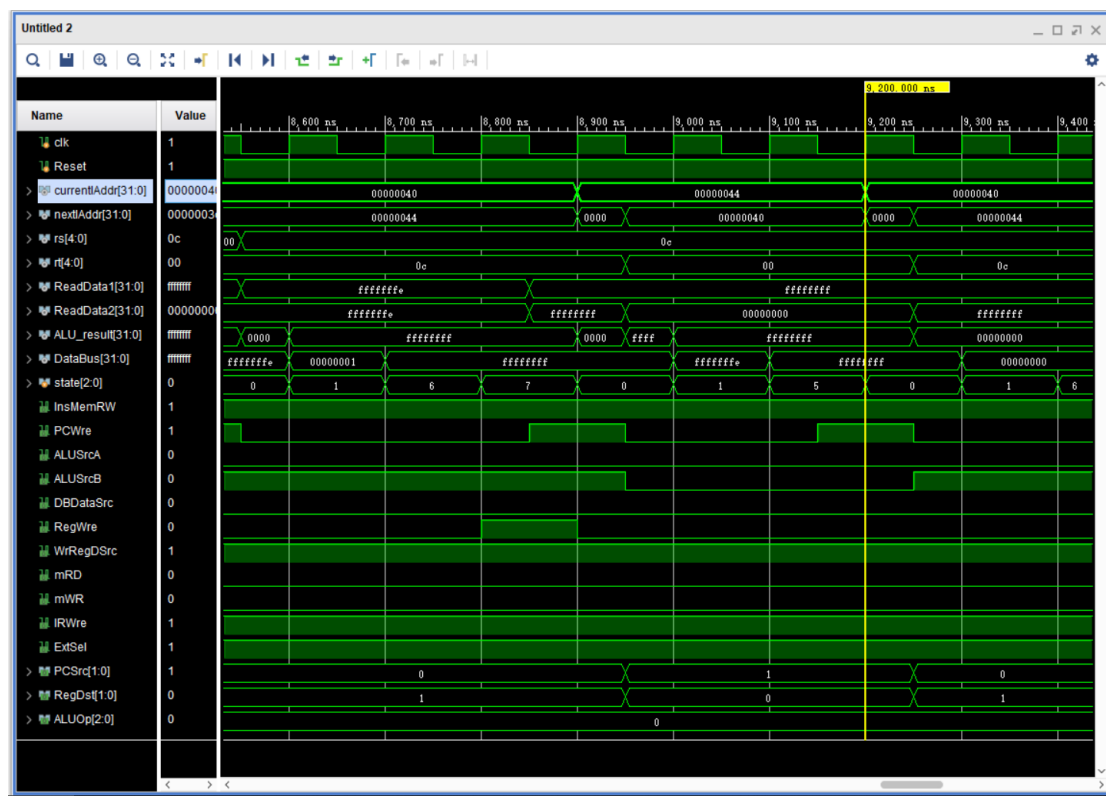 Untitled 2
9,200.000 ns
Name Value
8,600 ns 8,700 ns 8,800 ns 8,900 ns 9,000 ns 9,100 ns 9,200 ns 9,300 ns 9,400
clk 1
Reset 1
currentIAddr[31:0] 0000004 00000040 00000044 00000040
nextIAddr[31:0] 0000003 00000044 0000 00000040 0000 00000044
rs[4:0] 0c 00 0c
rt[4:0] 00 0c 00 0c
ReadData1[31:0] ffffffff fffffffe ffffffff
ReadData2[31:0] 0000000 fffffffe ffffffff 00000000 ffffffff
ALU_result[31:0] ffffffff 0000 ffffffff 0000 ffff ffffffff 00000000
DataBus[31:0] ffffffff fffffffe 00000001 ffffffff fffffffe ffffffff 00000000
state[2:0] 0 0 1 6 7 0 1 5 0 1 6
InsMemRW 1
PCWre 1
ALUSrcA 0
ALUSrcB 0
DBDataSrc 0
RegWre 0
WrRegDSrc 1
mRD 0
mWR 0
IRWre 1
ExtSel 1
PCSrc[1:0] 1 0 1 0
RegDst[1:0] 0 1 0 1
ALUOp[2:0] 0 0